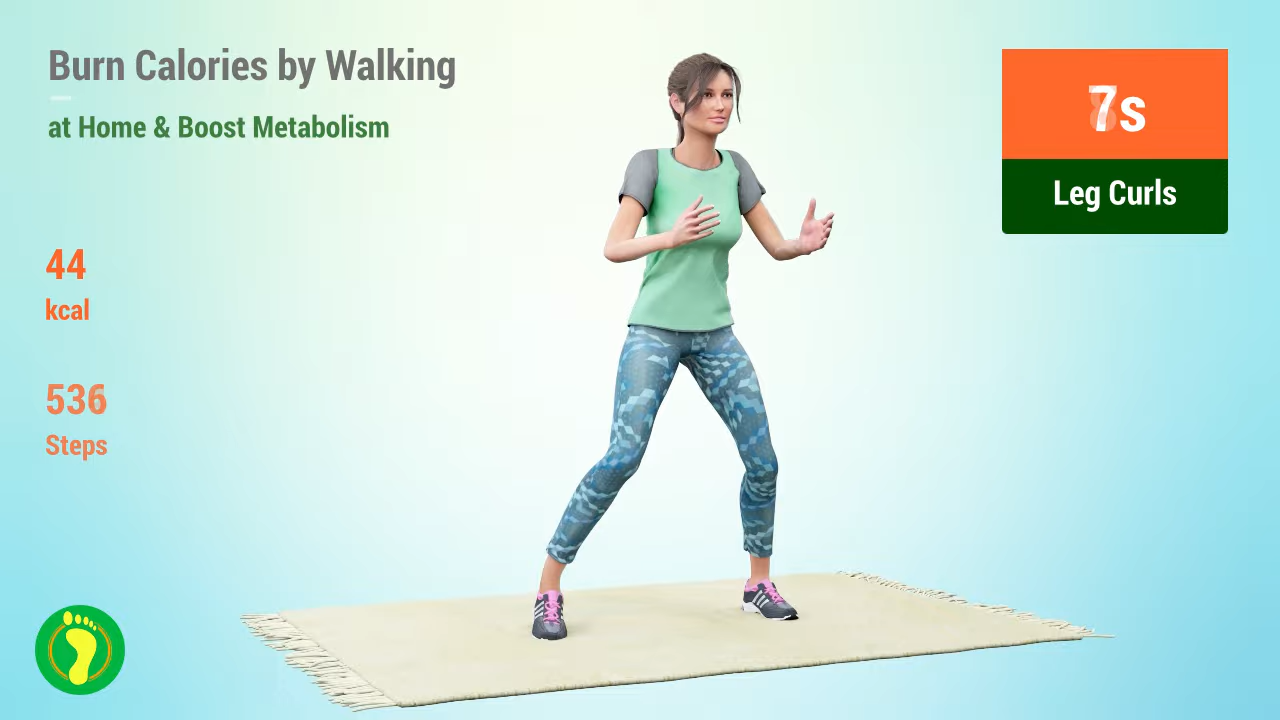 Burn Calories by Walking
at Home & Boost Metabolism
7s
Leg Curls
44
kcal
536
Steps